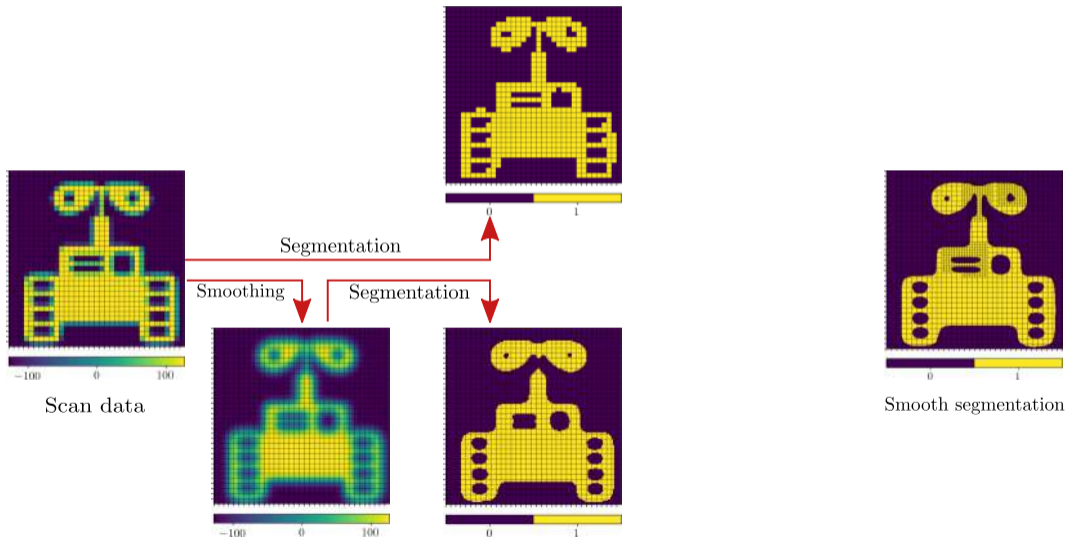 0 1
Segmentation
Smoothing
Segmentation
−100 0 100
Scan data
0 1
Smooth segmentation
−100 0 100
0 1